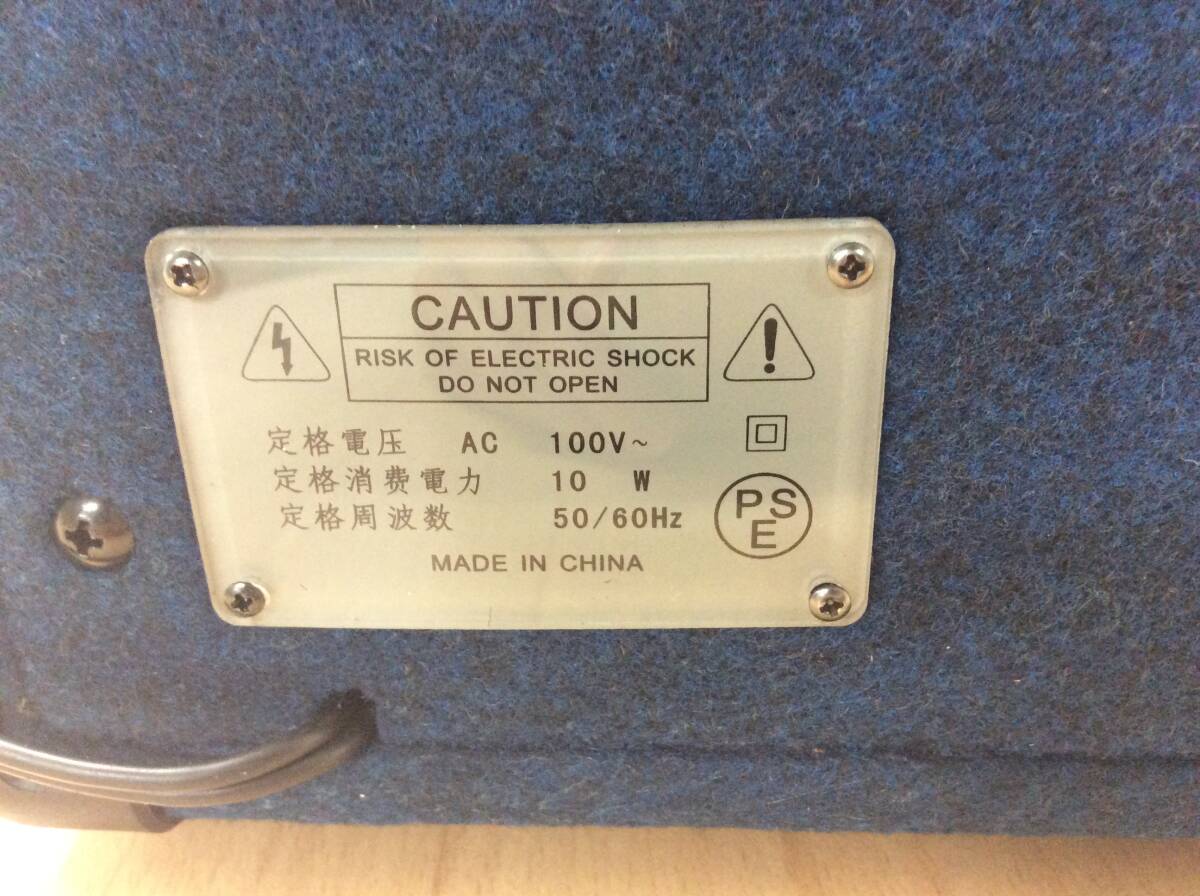 CAUTION
RISK OF ELECTRIC SHOCK
DO NOT OPEN
定格電圧 AC 100V~
定格消费電力 10 W
定格周波数 50/60Hz
PS
E
MADE IN CHINA